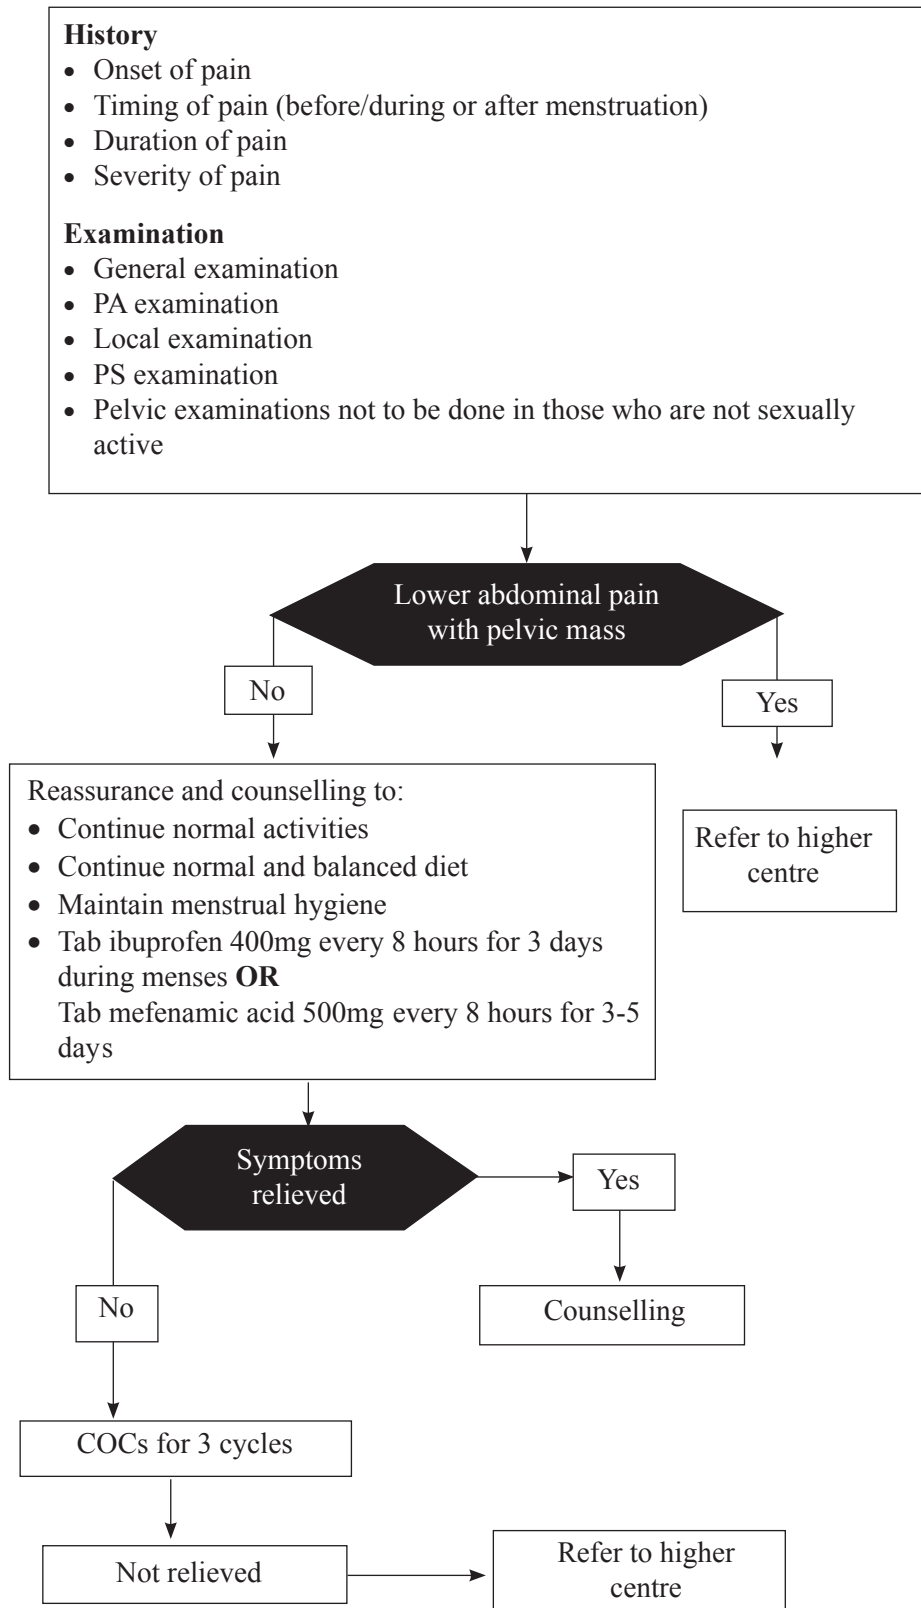 History
• Onset of pain
• Timing of pain (before/during or after menstruation)
• Duration of pain
• Severity of pain
Examination
• General examination
• PA examination
• Local examination
• PS examination
• Pelvic examinations not to be done in those who are not sexually
active
Lower abdominal pain
with pelvic mass
No
Yes
Reassurance and counselling to:
• Continue normal activities
• Continue normal and balanced diet
• Maintain menstrual hygiene
• Tab ibuprofen 400mg every 8 hours for 3 days
during menses OR
Tab mefenamic acid 500mg every 8 hours for 3-5
days
Refer to higher
centre
Symptoms
relieved
Yes
No
Counselling
COCs for 3 cycles
Not relieved
Refer to higher
centre